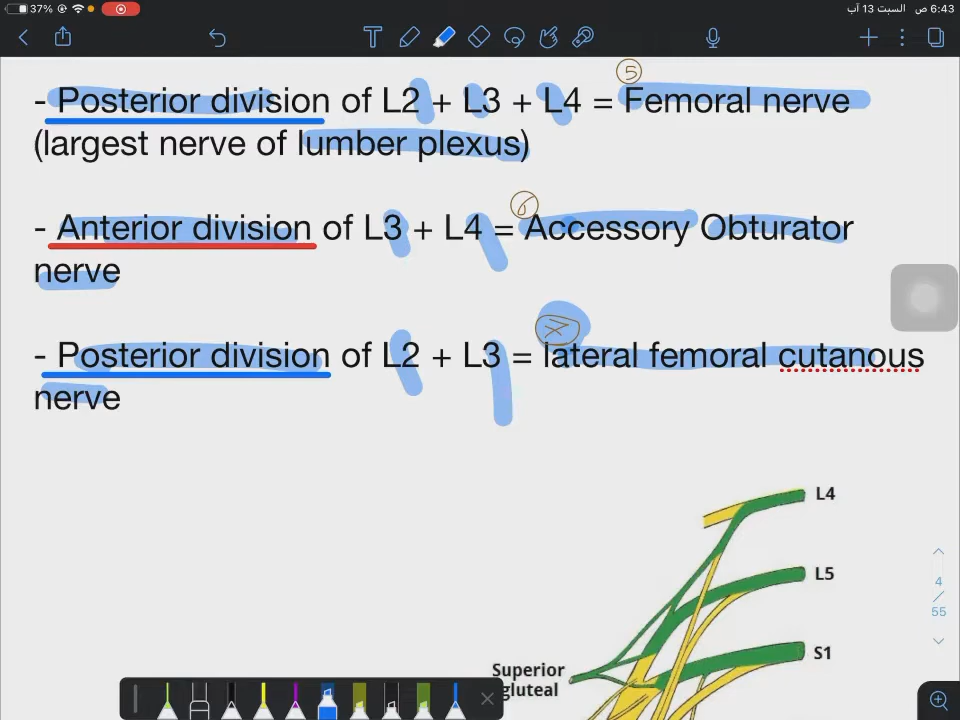 37%
6:43 ص السبت 13 آب
5
- Posterior division of L2 + L3 + L4 = Femoral nerve
(largest nerve of lumber plexus)
6
- Anterior division of L3 + L4 = Accessory Obturator
nerve
- Posterior division of L2 + L3 = lateral femoral cutanous
nerve
L4
L5
4
/
55
S1
Superior
gluteal